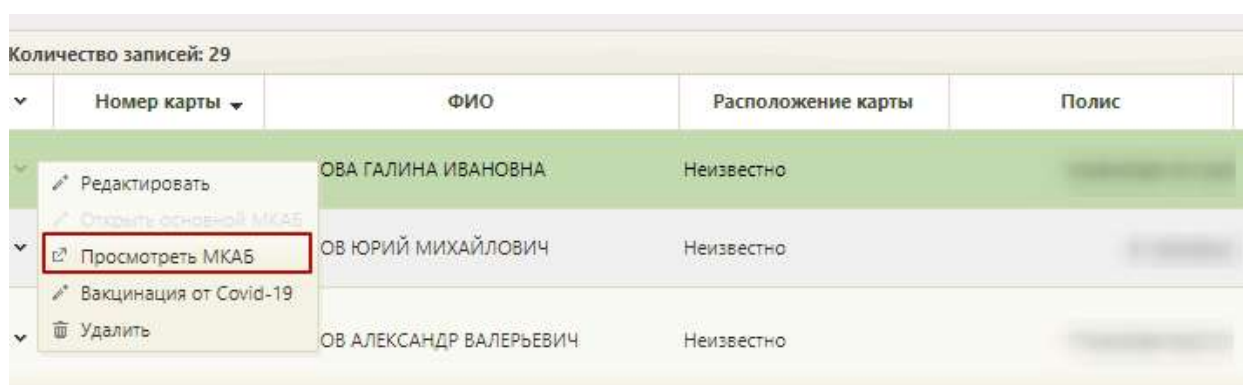 Количество записей: 29
Номер карты ФИО Расположение карты Полис
ОВА ГАЛИНА ИВАНОВНА Неизвестно
Редактировать
Открыть основной МКАБ
ОВ ЮРИЙ МИХАЙЛОВИЧ Неизвестно
Просмотреть МКАБ
Вакцинация от Covid-19
Удалить
ОВ АЛЕКСАНДР ВАЛЕРЬЕВИЧ Неизвестно